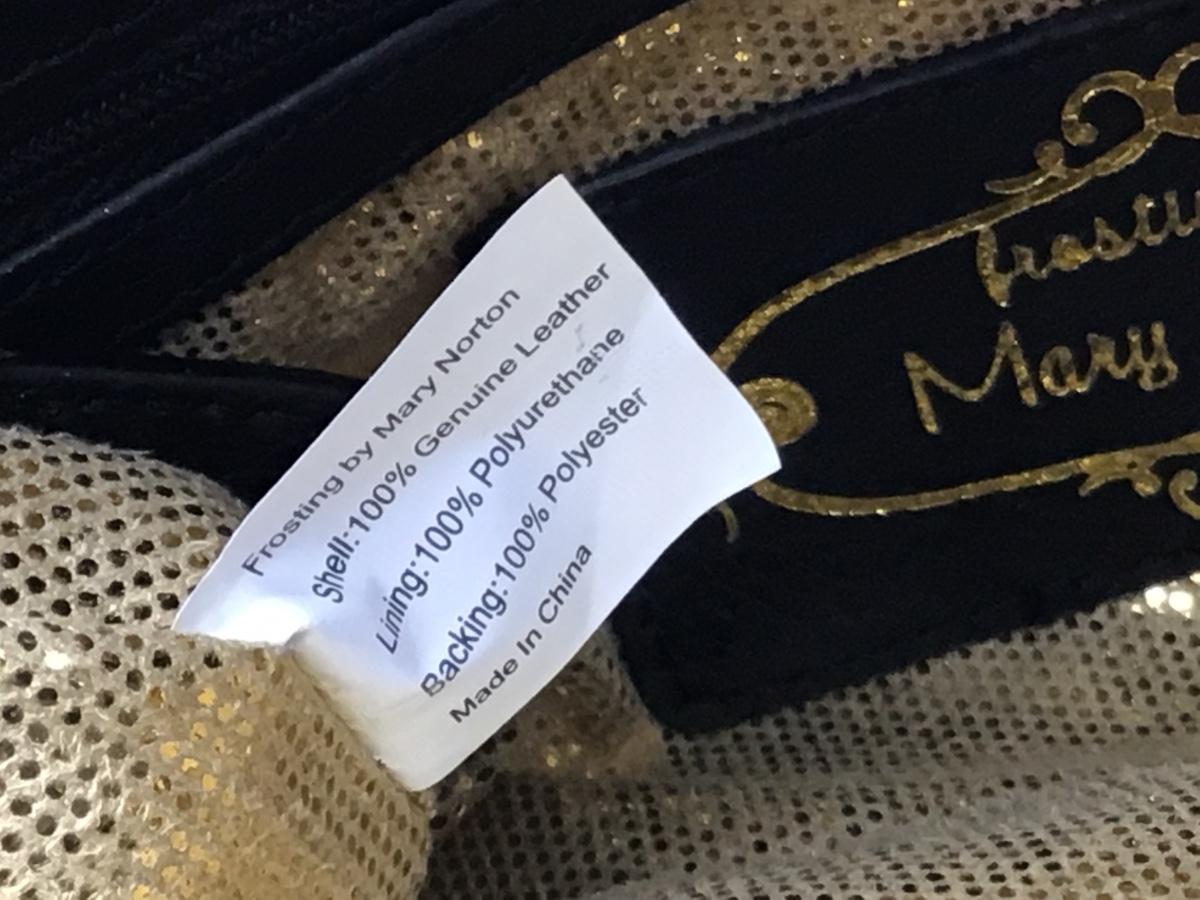 Frosting by Mary Norton
Shell:100% Genuine Leather
Lining:100% Polyurethane
Backing:100% Polyester
Made In China
Mary